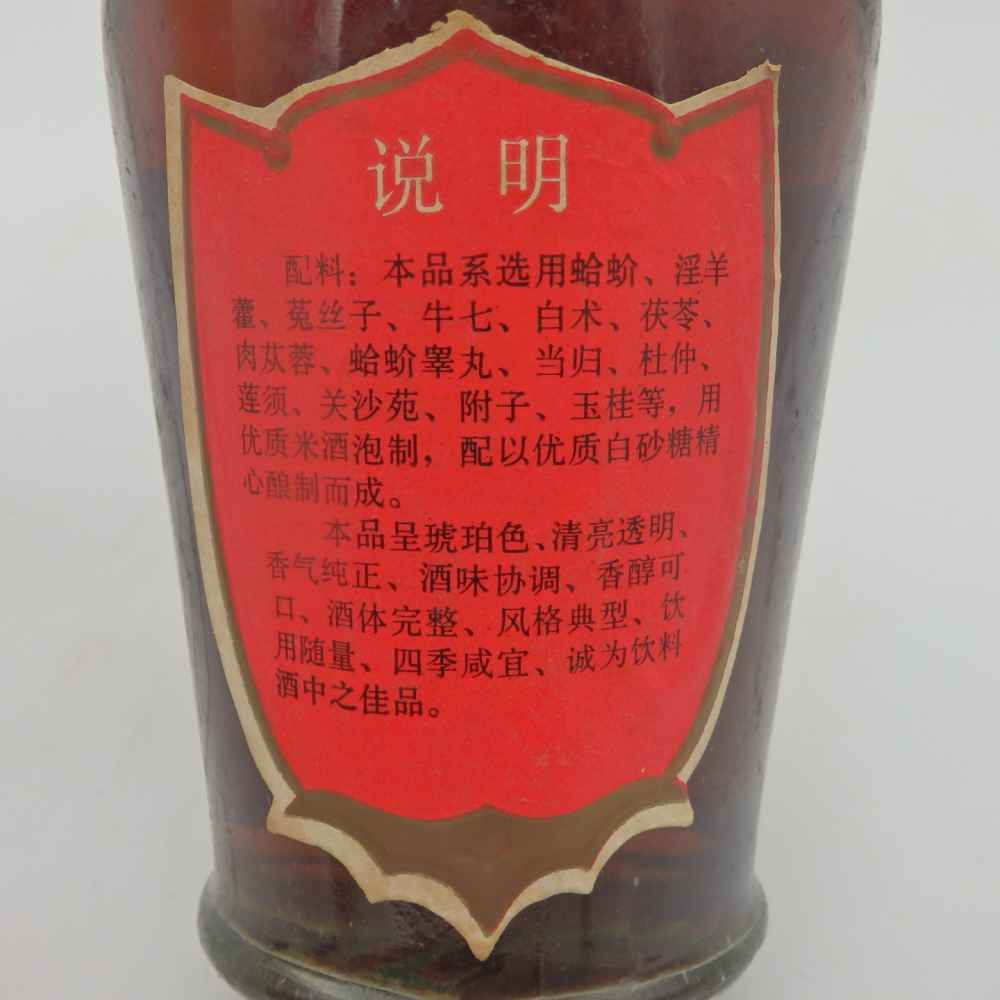 说明
配料：本品系选用蛤蚧、淫羊
藿、菟丝子、牛七、白术、茯苓、
肉苁蓉、蛤蚧睾丸、当归、杜仲、
莲须、关沙苑、附子、玉桂等，用
优质米酒泡制，配以优质白砂糖精
心酿制而成。
本品呈琥珀色、清亮透明、
香气纯正、酒味协调、香醇可
口、酒体完整、风格典型、饮
用随量、四季咸宜、诚为饮料
酒中之佳品。